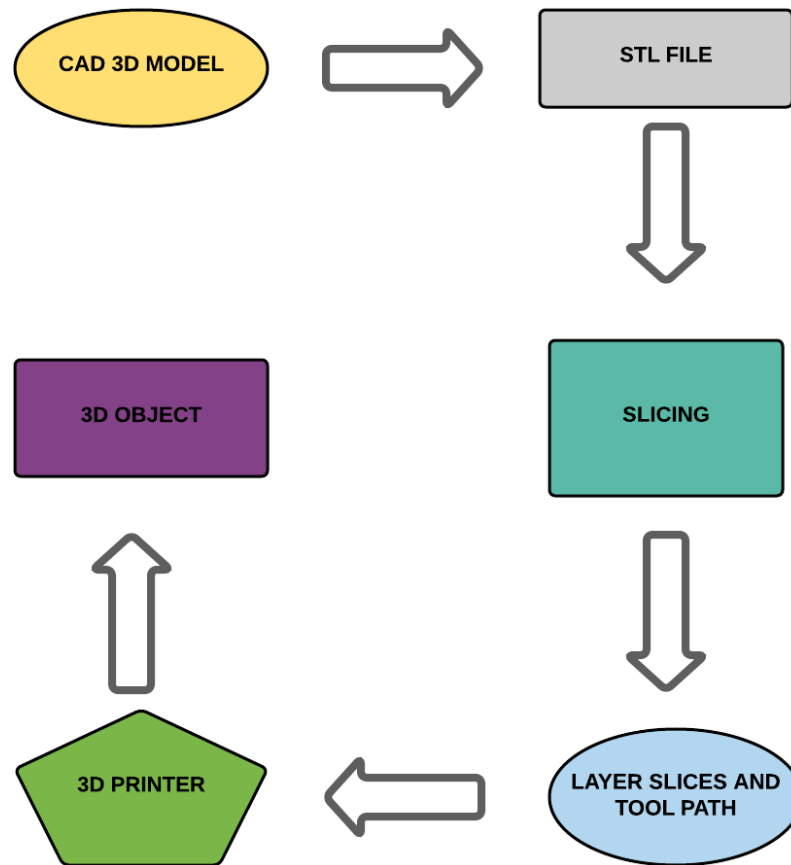 CAD 3D MODEL
STL FILE
3D OBJECT
SLICING
3D PRINTER
LAYER SLICES AND
TOOL PATH